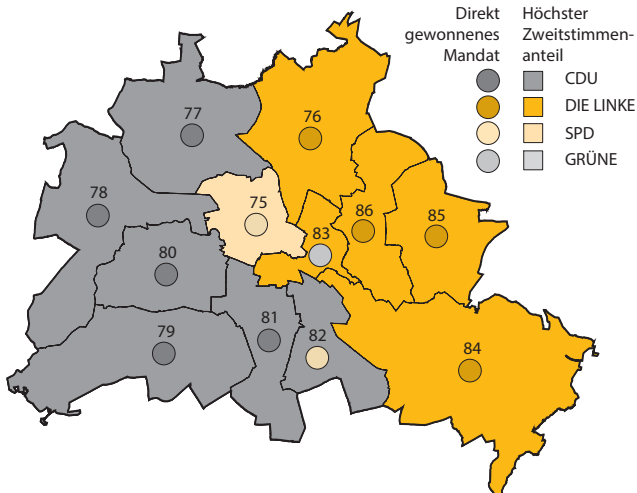 Direkt
gewonnenes
Mandat
Höchster
Zweitstimmen-
anteil
CDU
DIE LINKE
SPD
GRÜNE
77
76
78
75
83
86
85
80
81
79
82
84